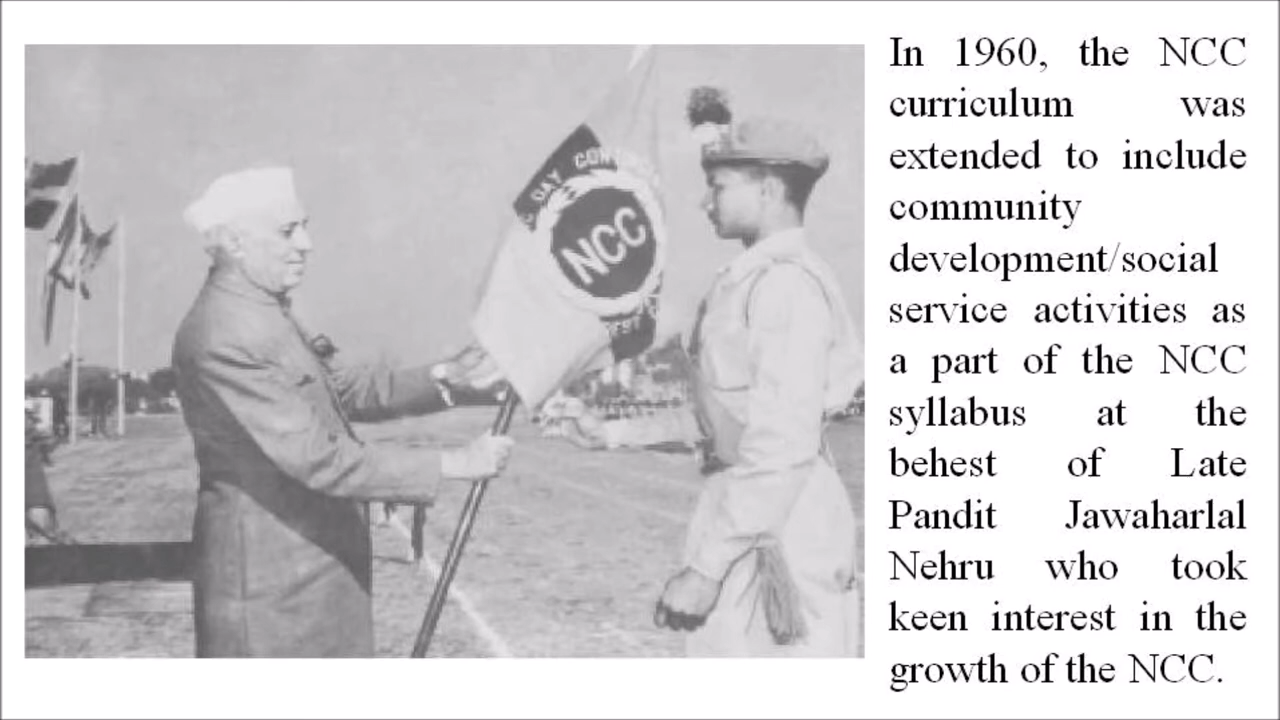 DAY
NCC
In 1960, the NCC
curriculum was
extended to include
community
development/social
service activities as
a part of the NCC
syllabus at the
behest of Late
Pandit Jawaharlal
Nehru who took
keen interest in the
growth of the NCC.